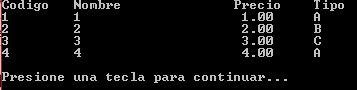 Codigo Nombre Precio Tipo
1 1 1.00 A
2 2 2.00 B
3 3 3.00 C
4 4 4.00 A
Presione una tecla para continuar...